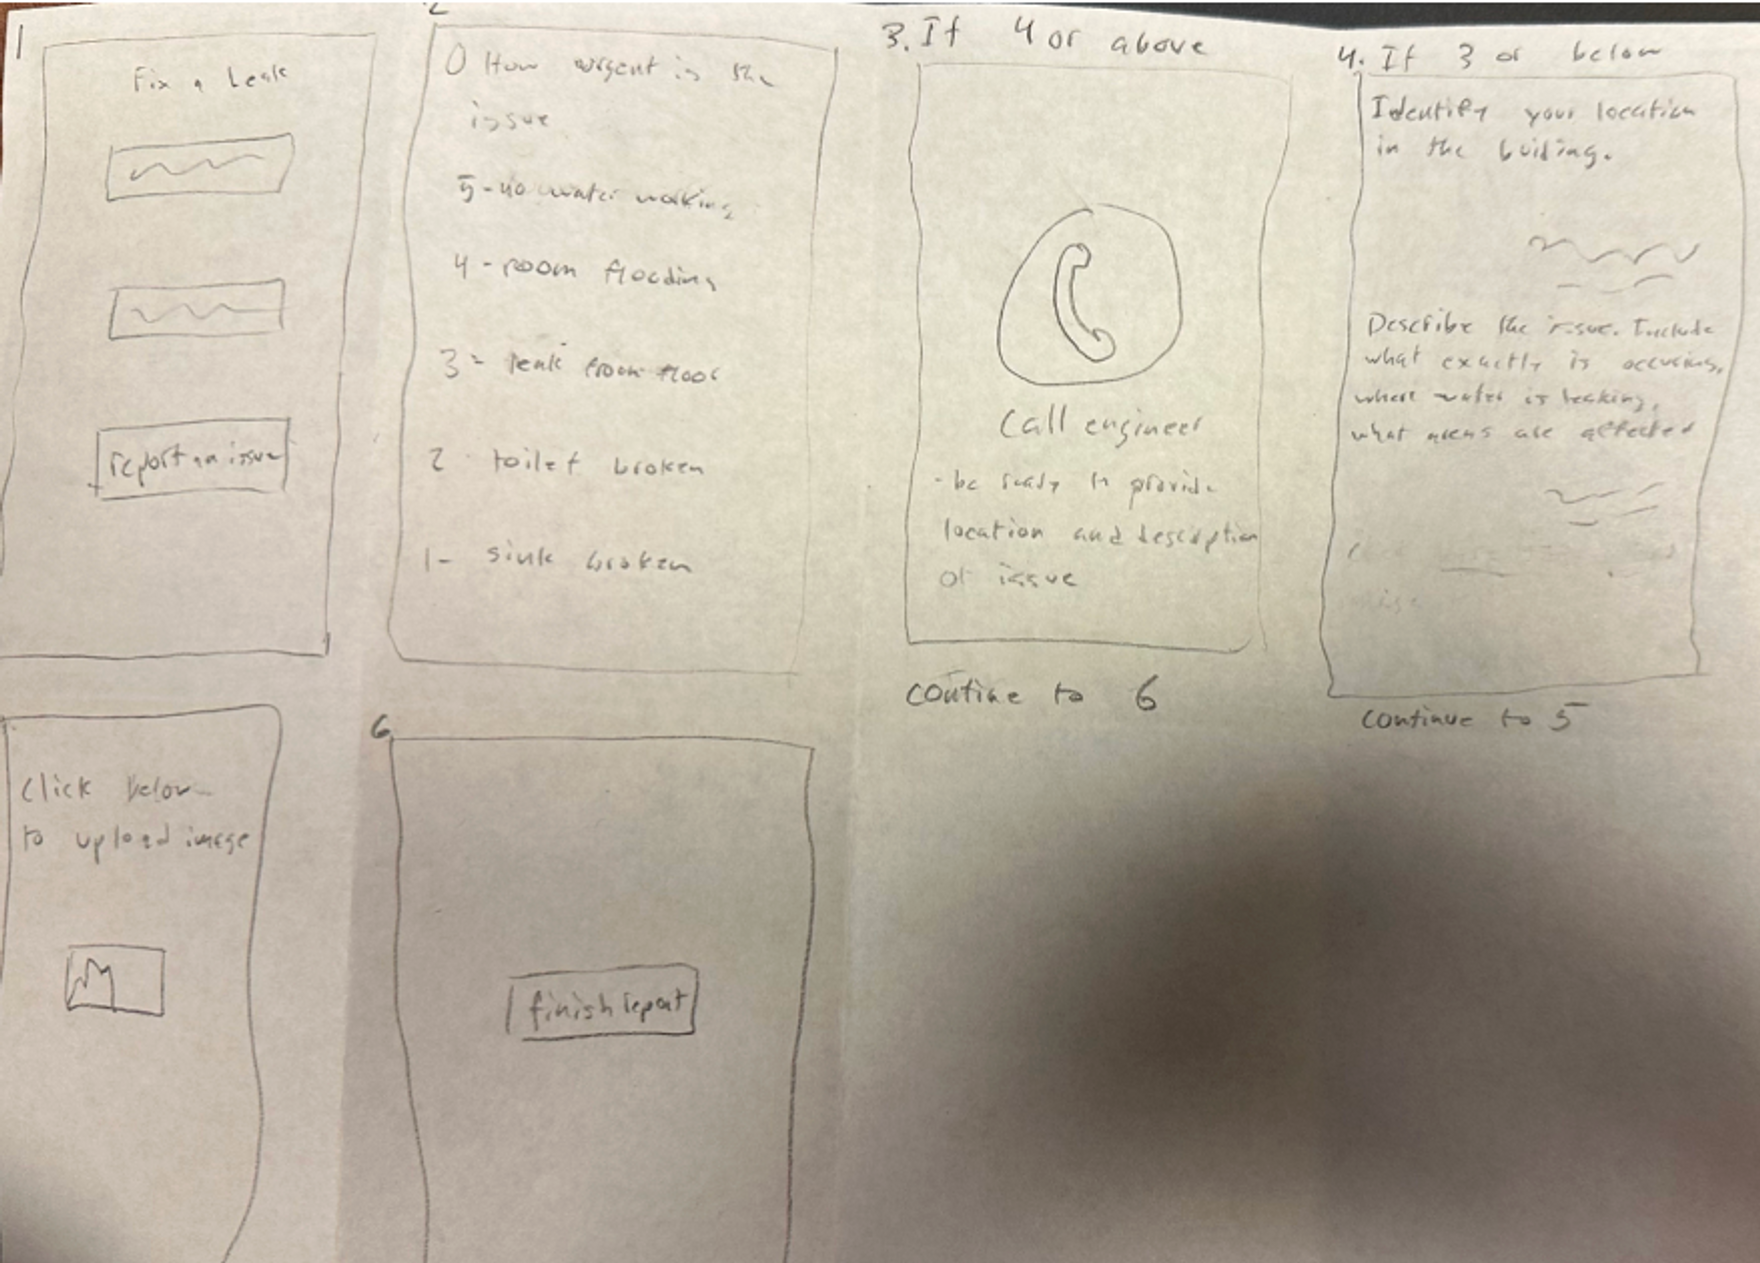 1
Fix a Leak
report an issue
2
0 How urgent is the
issue
5 - no water working
4 - room flooding
3 - leak from floor
2 - toilet broken
1 - sink broken
3. If 4 or above
Call engineer
- be ready to provide
location and description
of issue
contine to 6
4. If 3 or below
Identify your location
in the buiding.
Describe the issue. Include
what exactly is occuring,
where water is leaking,
what areas are affected
continue to 5
Click below
to upload image
6
finish report